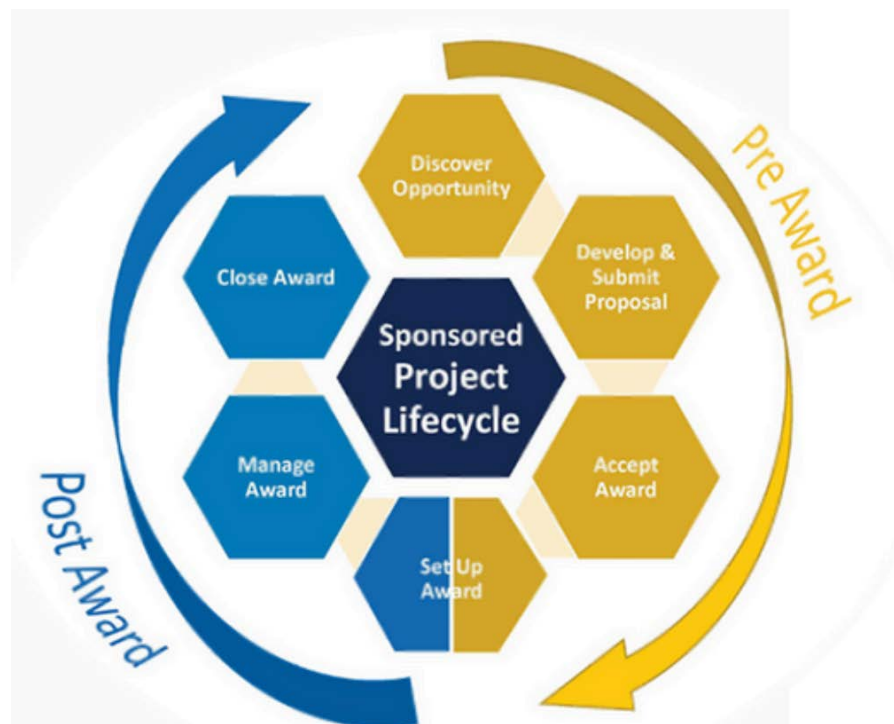 Discover
Opportunity
Pre Award
Develop &
Submit
Proposal
Close Award
Sponsored
Project
Lifecycle
Manage
Award
Accept
Award
Set Up
Award
Post Award